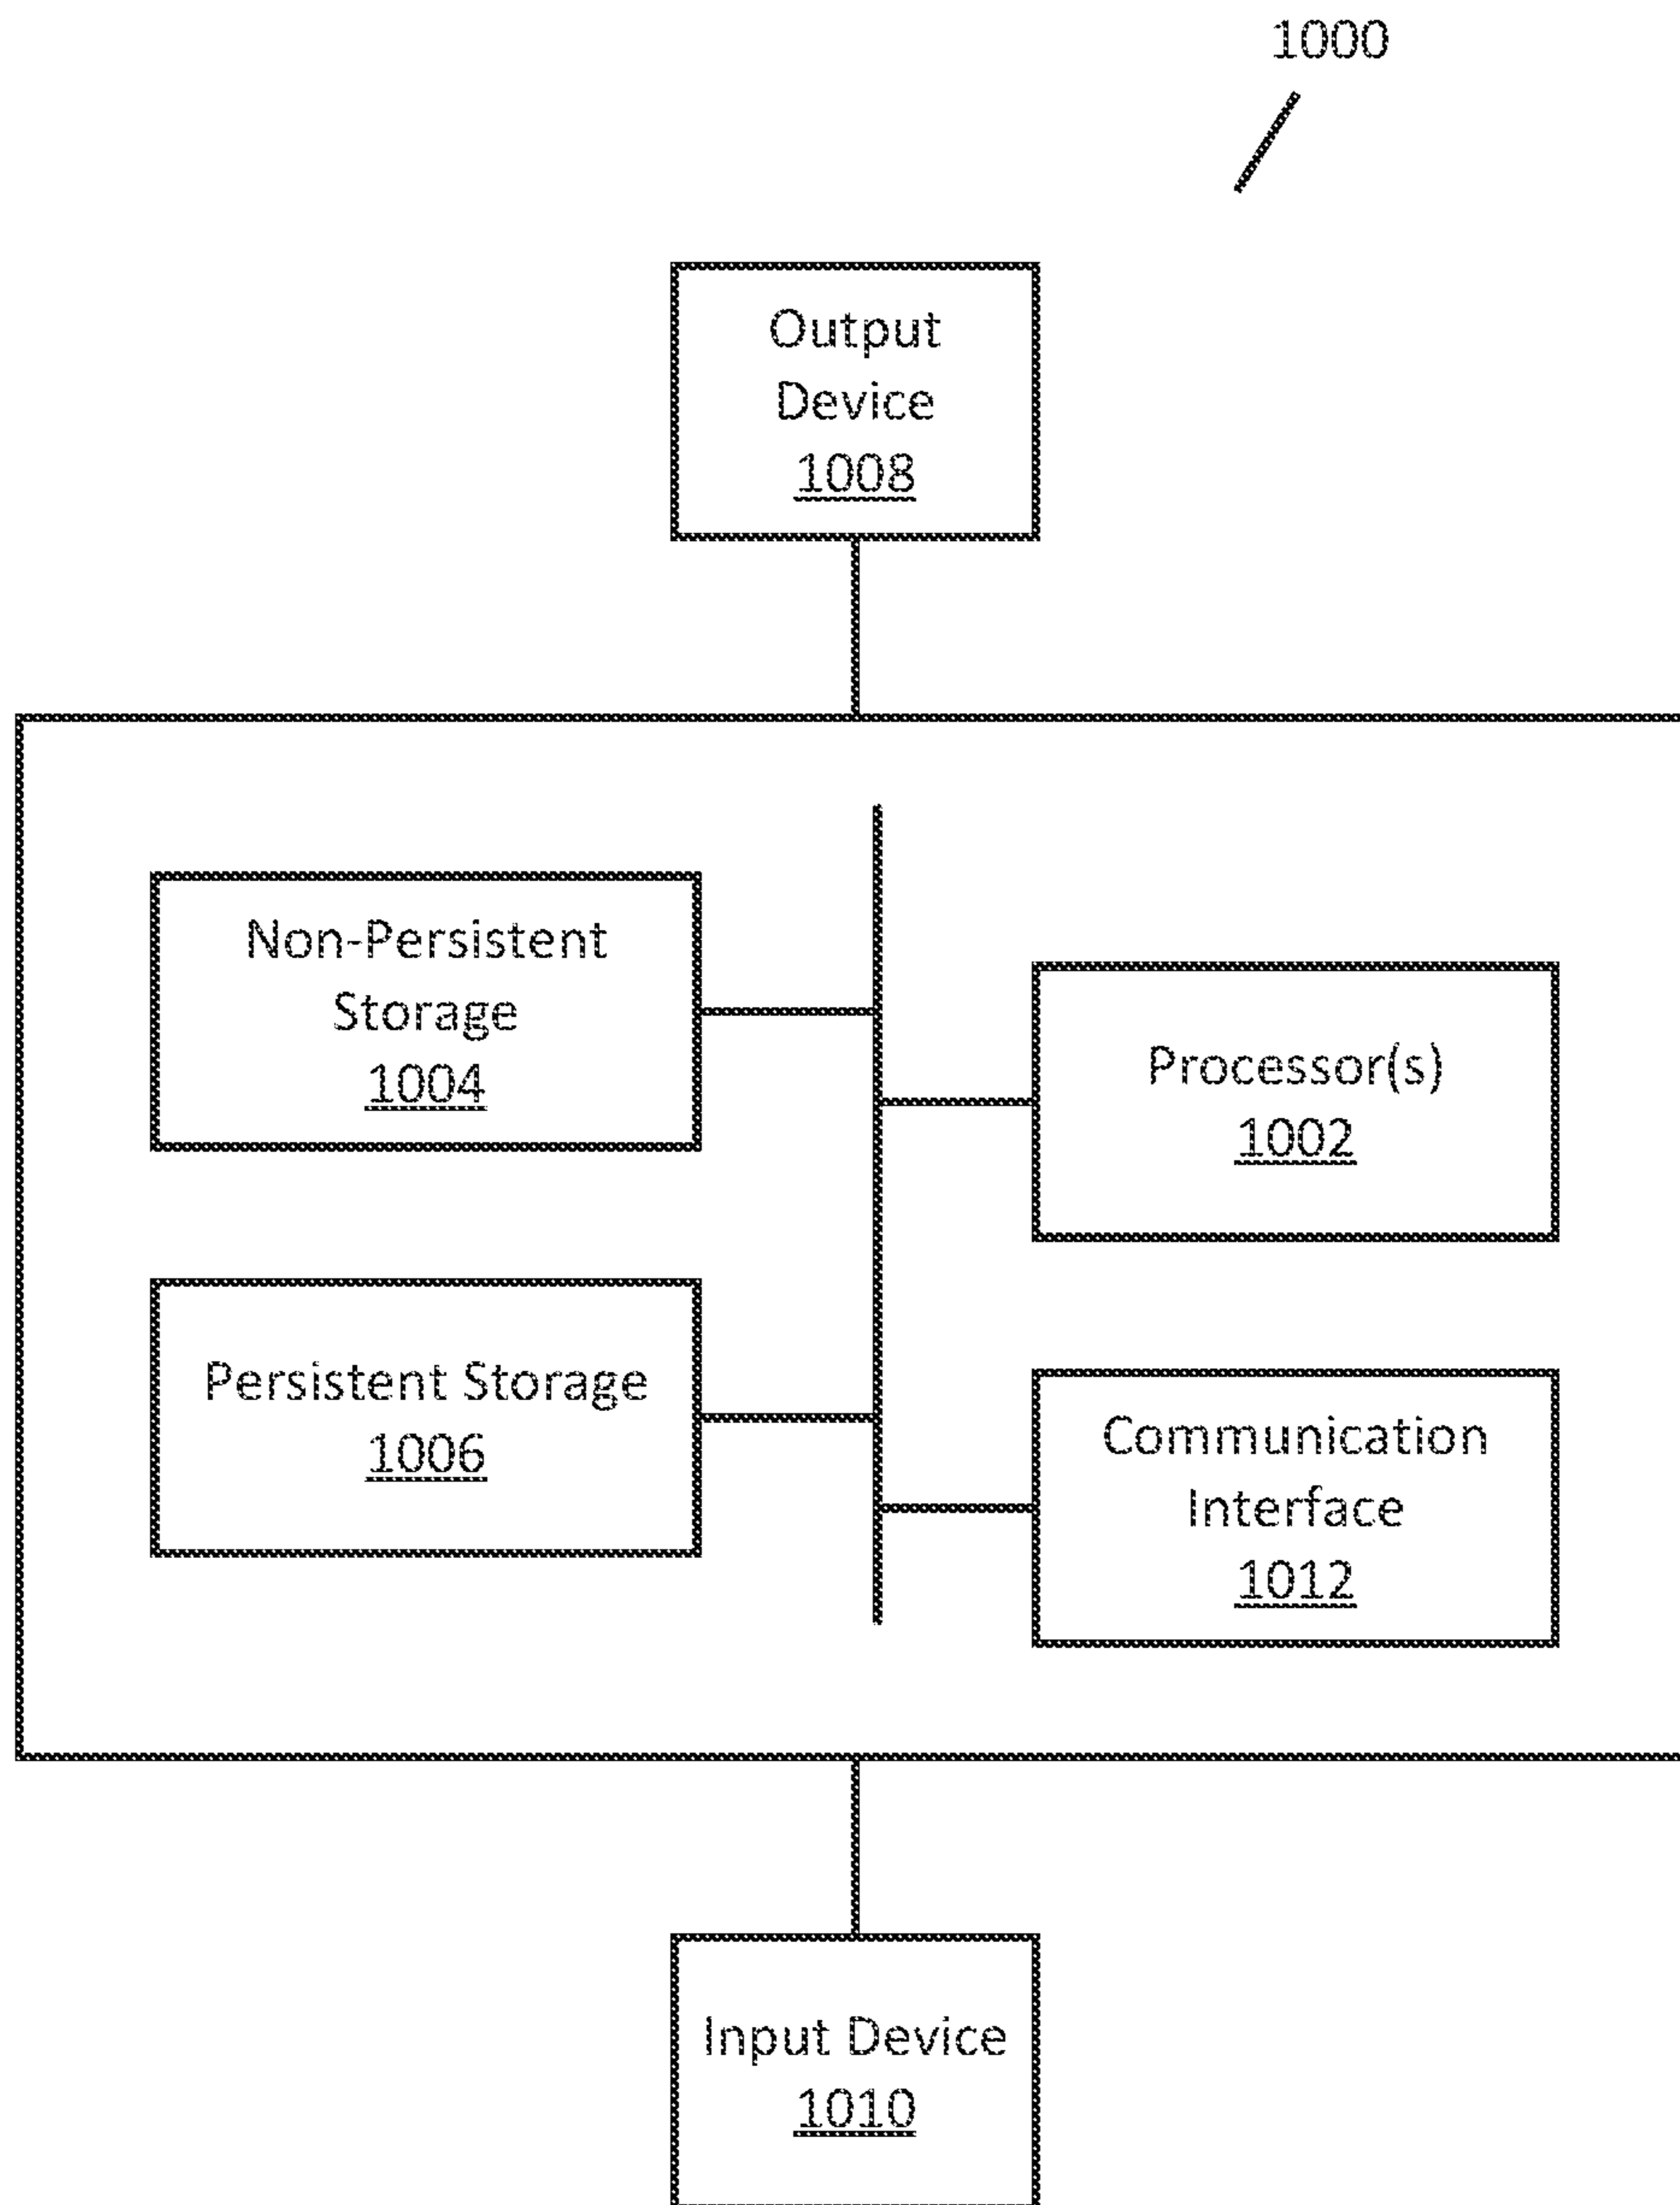 1000
Output
Device
1008
Non-Persistent
Storage
1004
Processor(s)
1002
Persistent Storage
1006
Communication
Interface
1012
Input Device
1010